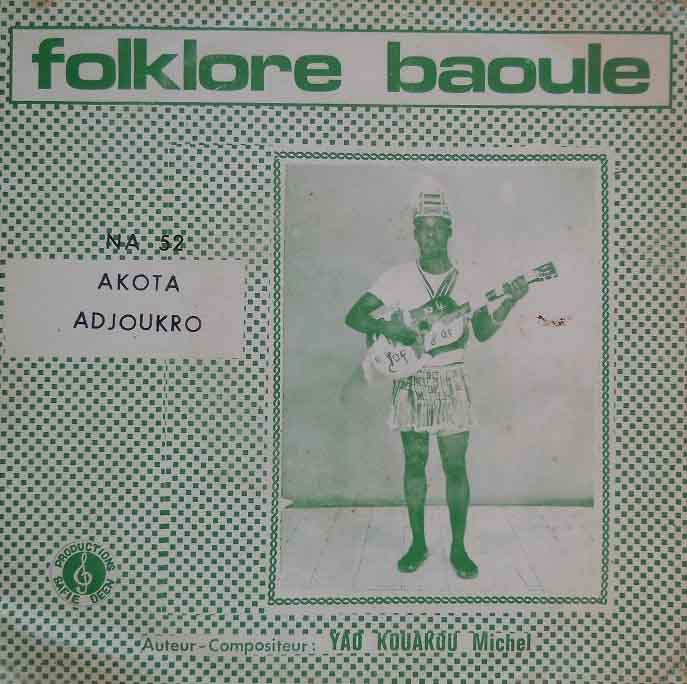 folklore baoule
NA 52
AKOTA
ADJOUKRO
PRODUCTIONS
SAFIE DEEN
Auteur-Compositeur: YAO KOUAKOU Michel